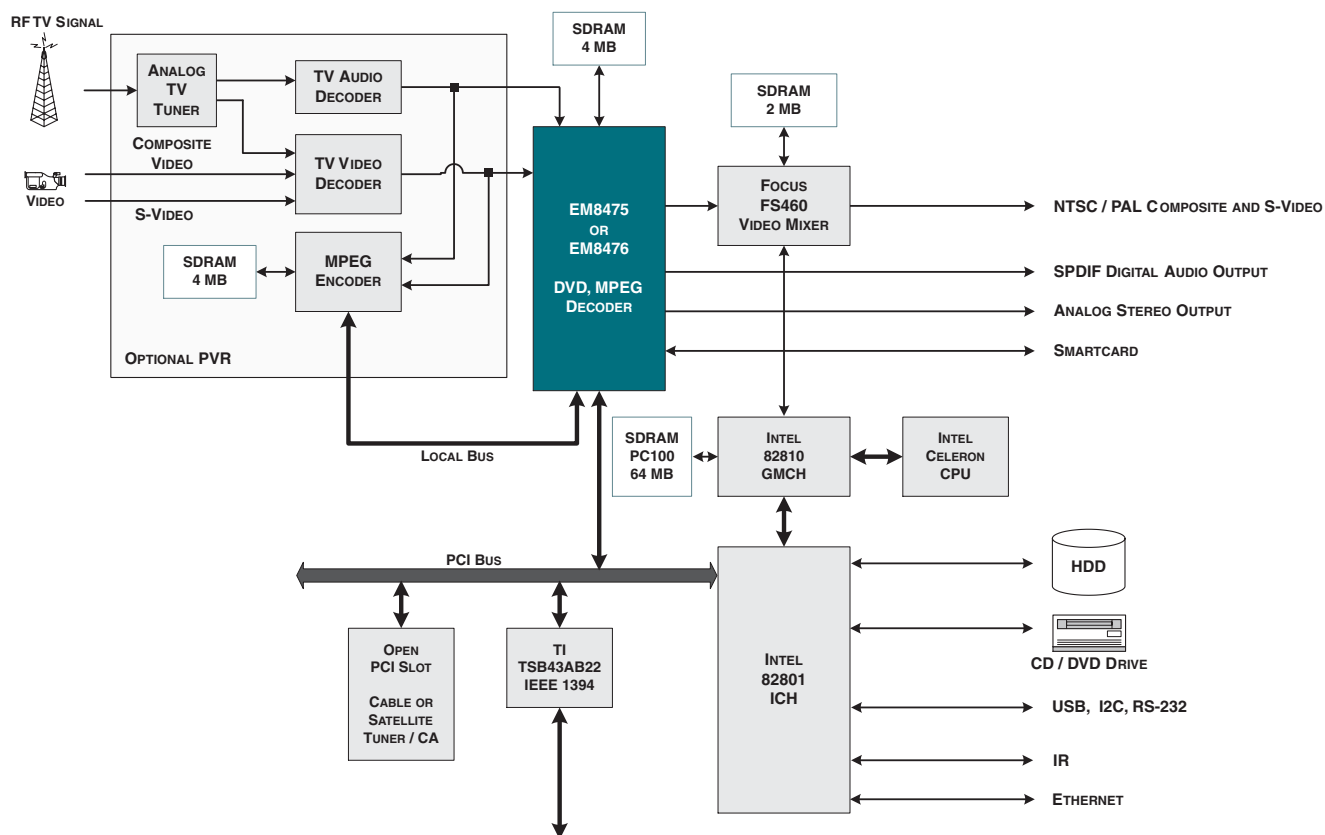 RF TV SIGNAL
ANALOG
TV
TUNER
TV AUDIO
DECODER
SDRAM
4 MB
SDRAM
2 MB
COMPOSITE
VIDEO
TV VIDEO
DECODER
VIDEO
S-VIDEO
EM8475
OR
EM8476
DVD, MPEG
DECODER
FOCUS
FS460
VIDEO MIXER
NTSC / PAL COMPOSITE AND S-VIDEO
SDRAM
4 MB
MPEG
ENCODER
SPDIF DIGITAL AUDIO OUTPUT
ANALOG STEREO OUTPUT
SMARTCARD
OPTIONAL PVR
LOCAL BUS
SDRAM
PC100
64 MB
INTEL
82810
GMCH
INTEL
CELERON
CPU
PCI BUS
HDD
OPEN
PCI SLOT
CABLE OR
SATELLITE
TUNER / CA
TI
TSB43AB22
IEEE 1394
INTEL
82801
ICH
CD / DVD DRIVE
USB, I2C, RS-232
IR
ETHERNET